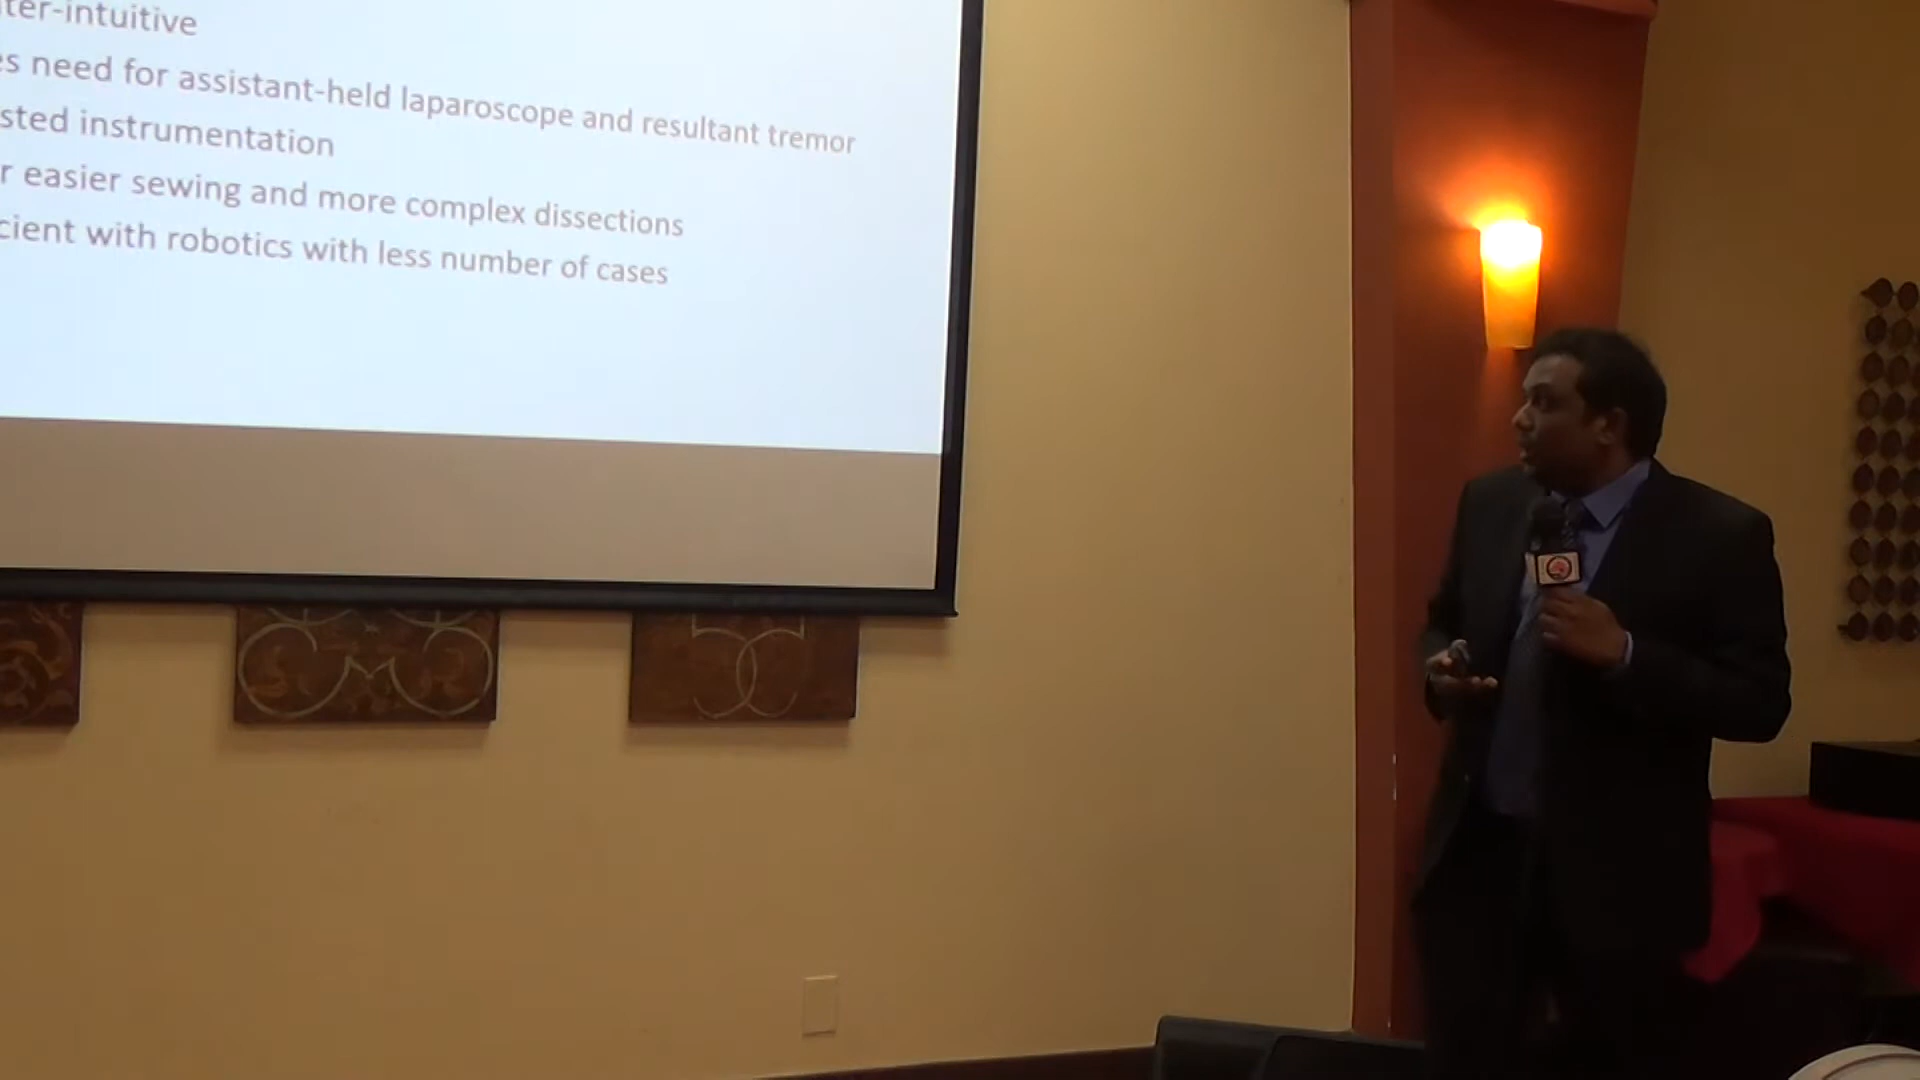 ter-intuitive
es need for assistant-held laparoscope and resultant tremor
sted instrumentation
r easier sewing and more complex dissections
cient with robotics with less number of cases